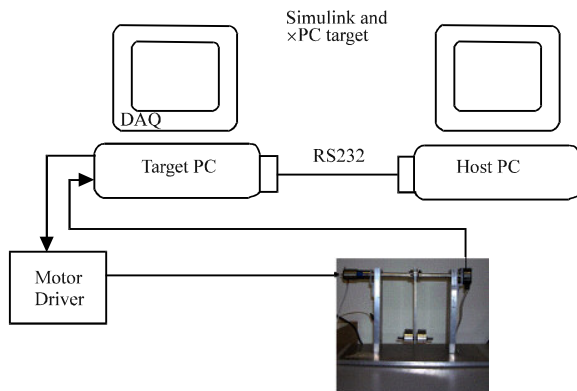 Simulink and
×PC target
DAQ
Target PC
RS232
Host PC
Motor
Driver